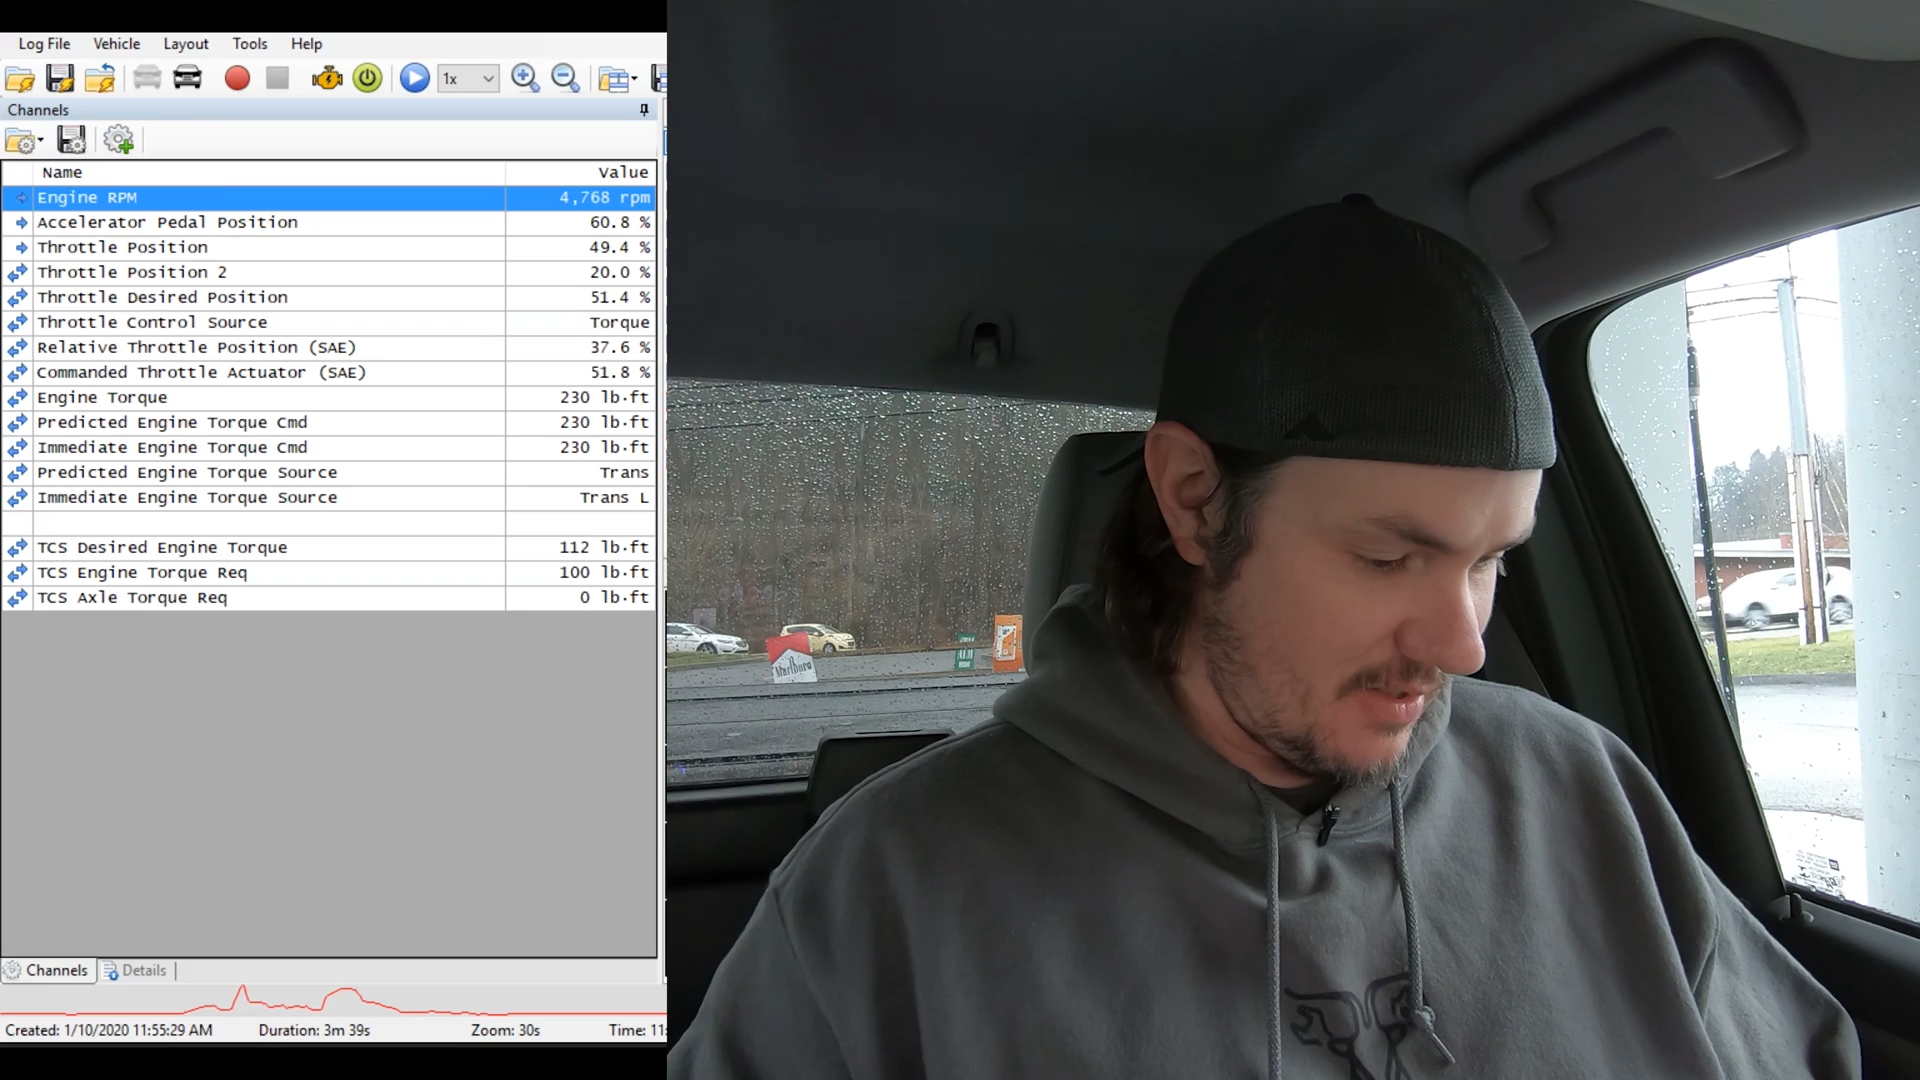 Log File Vehicle Layout Tools Help
1x
Channels
Name Value
Engine RPM 4,768 rpm
Accelerator Pedal Position 60.8 %
Throttle Position 49.4 %
Throttle Position 2 20.0 %
Throttle Desired Position 51.4 %
Throttle Control Source Torque
Relative Throttle Position (SAE) 37.6 %
Commanded Throttle Actuator (SAE) 51.8 %
Engine Torque 230 lb·ft
Predicted Engine Torque Cmd 230 lb·ft
Immediate Engine Torque Cmd 230 lb·ft
Predicted Engine Torque Source Trans
Immediate Engine Torque Source Trans L
TCS Desired Engine Torque 112 lb·ft
TCS Engine Torque Req 100 lb·ft
TCS Axle Torque Req 0 lb·ft
Channels Details
Created: 1/10/2020 11:55:29 AM Duration: 3m 39s Zoom: 30s Time: 11:
Marlboro
ATM